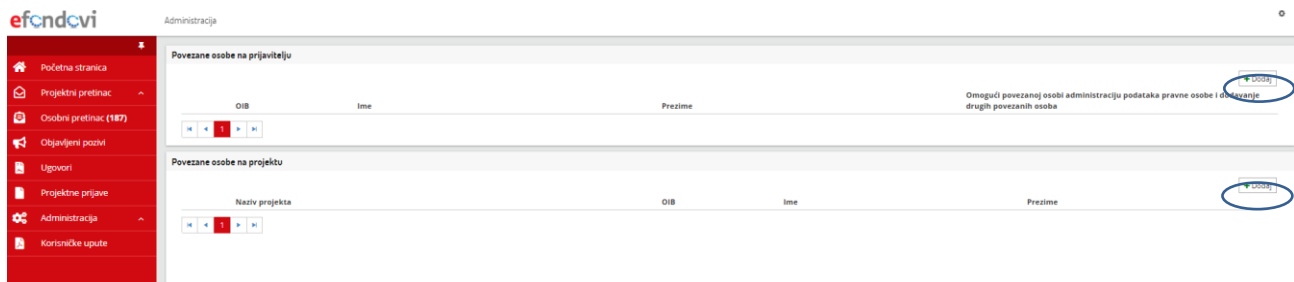 efondovi
Administracija
Početna stranica
Projektni pretinac
Osobni pretinac (187)
Objavljeni pozivi
Ugovori
Projektne prijave
Administracija
Korisničke upute
Povezane osobe na prijavitelju
+ Dodaj
OIB Ime Prezime Omogući povezanoj osobi administraciju podataka pravne osobe i dodavanje
drugih povezanih osoba
1
Povezane osobe na projektu
+ Dodaj
Naziv projekta OIB Ime Prezime
1